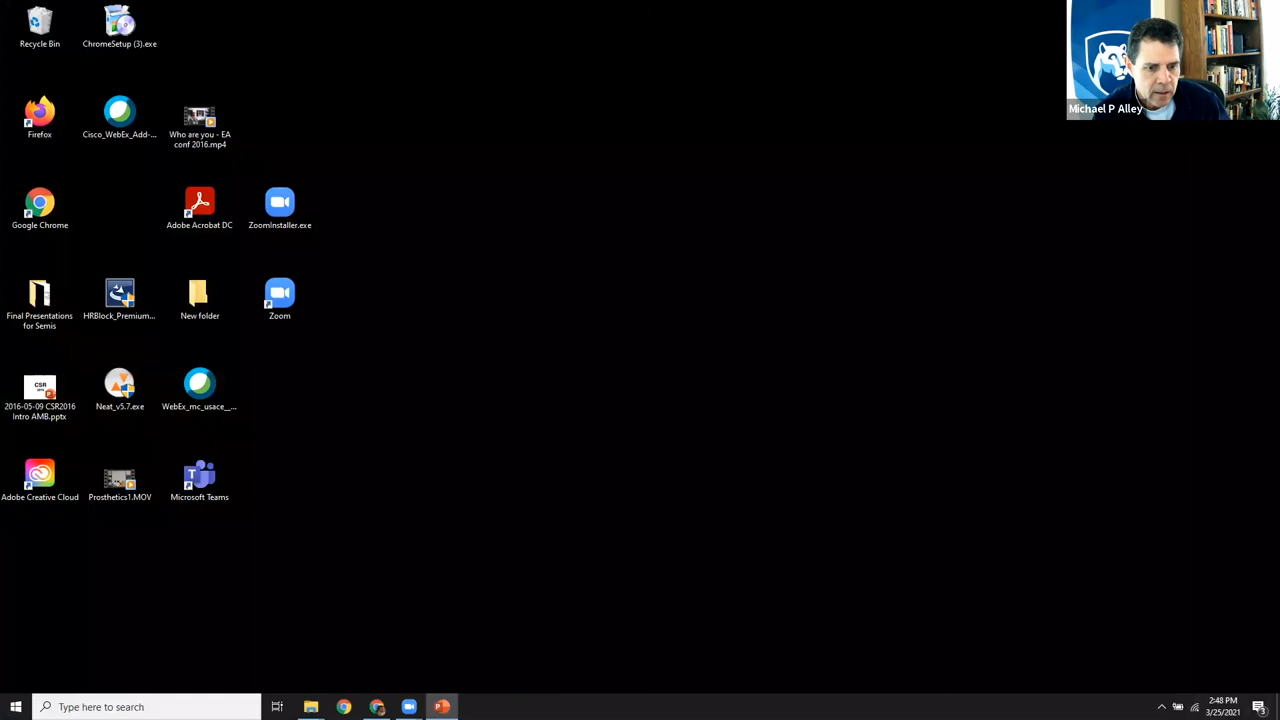 Recycle Bin
ChromeSetup (3).exe
Michael P Alley
Firefox
Cisco_WebEx_Add-...
Who are you - EA
conf 2016.mp4
Google Chrome
Adobe Acrobat DC
ZoomInstaller.exe
Final Presentations
for Semis
HRBlock_Premium...
New folder
Zoom
CSR
2016-05-09 CSR2016
Intro AMB.pptx
Neat_v5.7.exe
WebEx_mc_usace__...
Adobe Creative Cloud
Prosthetics1.MOV
T
Microsoft Teams
Type here to search
P
2:48 PM
3/25/2021
3